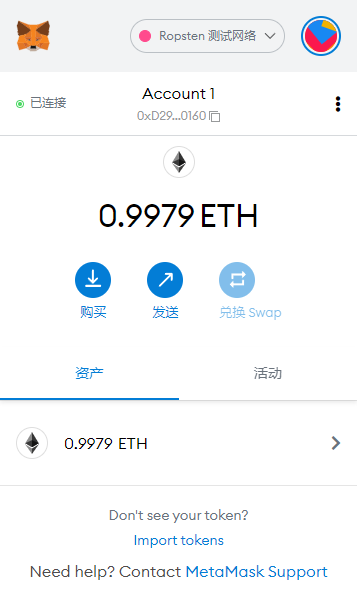 Ropsten 测试网络
已连接
Account 1
0xD29...0160
0.9979 ETH
购买
发送
兑换 Swap
资产
活动
0.9979 ETH
Don't see your token?
Import tokens
Need help? Contact MetaMask Support